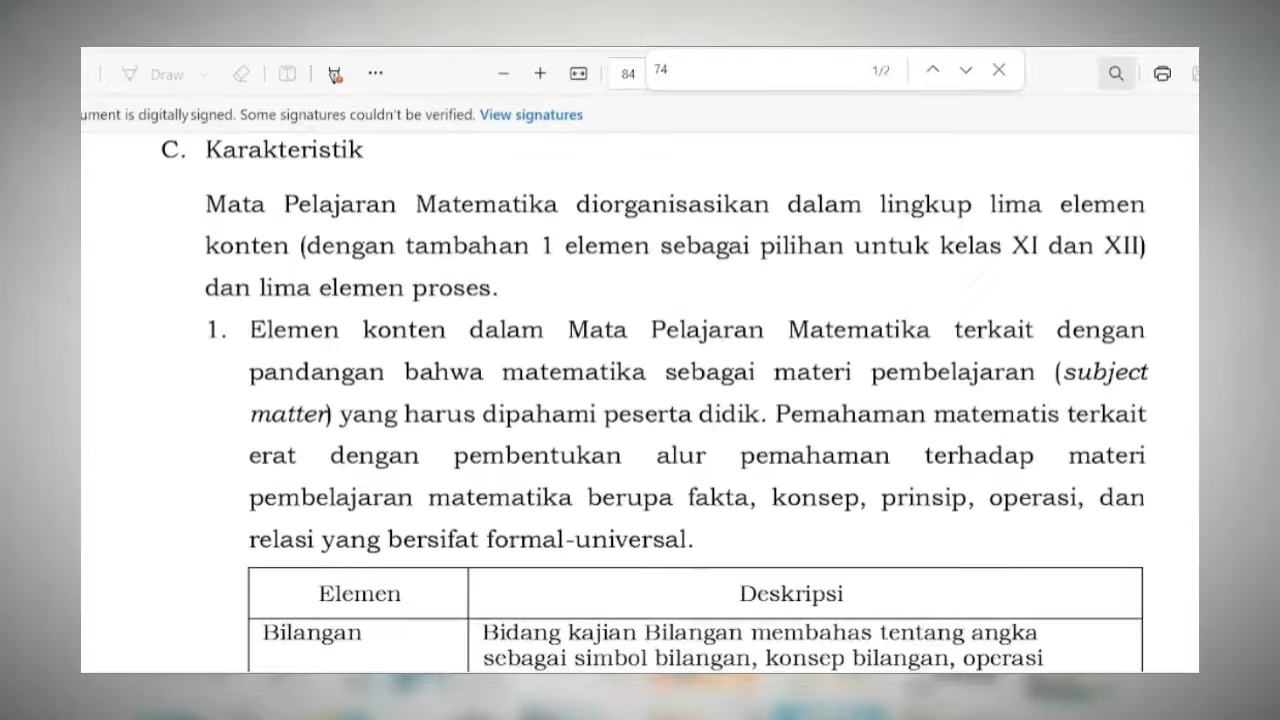 Draw
84
74
1/2
ument is digitally signed. Some signatures couldn't be verified. View signatures
C. Karakteristik
Mata Pelajaran Matematika diorganisasikan dalam lingkup lima elemen
konten (dengan tambahan 1 elemen sebagai pilihan untuk kelas XI dan XII)
dan lima elemen proses.
1. Elemen konten dalam Mata Pelajaran Matematika terkait dengan
pandangan bahwa matematika sebagai materi pembelajaran (subject
matter) yang harus dipahami peserta didik. Pemahaman matematis terkait
erat dengan pembentukan alur pemahaman terhadap materi
pembelajaran matematika berupa fakta, konsep, prinsip, operasi, dan
relasi yang bersifat formal-universal.
Elemen Deskripsi
Bilangan Bidang kajian Bilangan membahas tentang angka
sebagai simbol bilangan, konsep bilangan, operasi